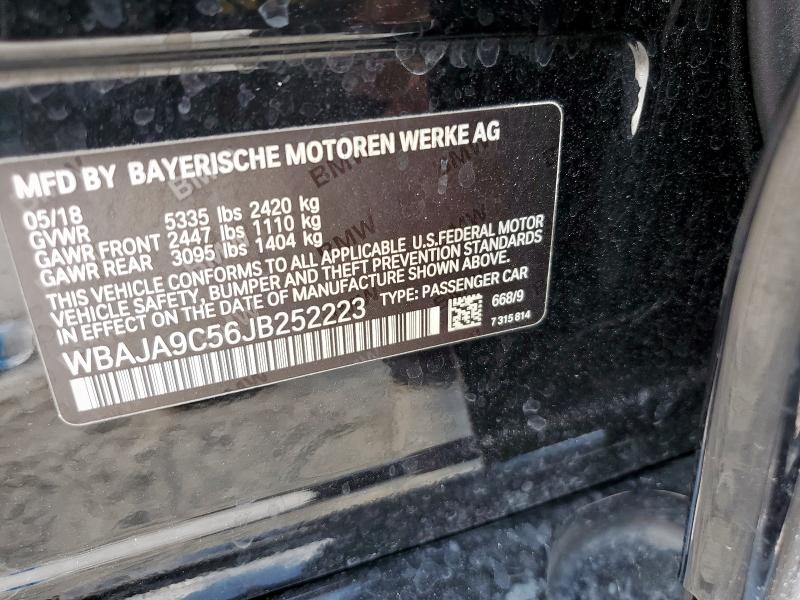 MFD BY BAYERISCHE MOTOREN WERKE AG
05/18
GVWR 5335 lbs 2420 kg
GAWR FRONT 2447 lbs 1110 kg
GAWR REAR 3095 lbs 1404 kg
THIS VEHICLE CONFORMS TO ALL APPLICABLE U.S.FEDERAL MOTOR
VEHICLE SAFETY, BUMPER AND THEFT PREVENTION STANDARDS
IN EFFECT ON THE DATE OF MANUFACTURE SHOWN ABOVE.
WBAJA9C56JB252223 TYPE: PASSENGER CAR
668/9
7 315 814
BMW
BMW
BMW